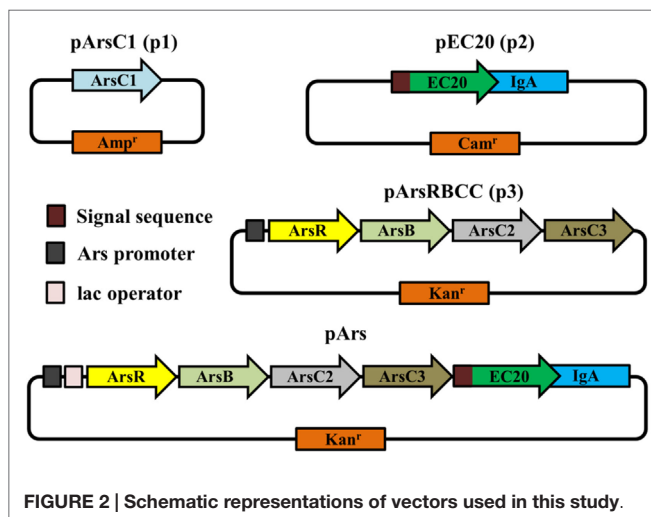 pArsC1 (p1)
ArsC1
Ampʳ
pEC20 (p2)
EC20
IgA
Camʳ
Signal sequence
Ars promoter
lac operator
pArsRBCC (p3)
ArsR
ArsB
ArsC2
ArsC3
Kanʳ
pArs
ArsR
ArsB
ArsC2
ArsC3
EC20
IgA
Kanʳ
FIGURE 2 | Schematic representations of vectors used in this study.